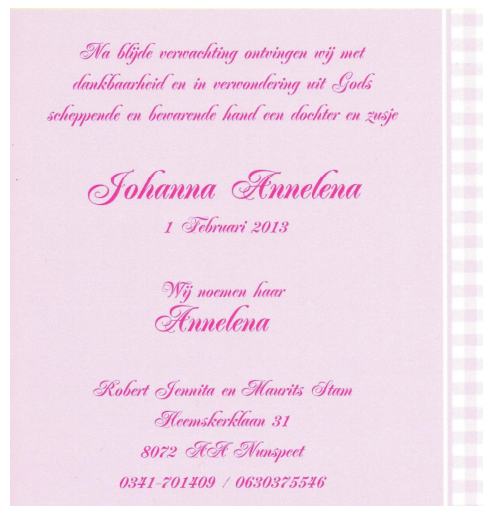 Na blijde verwachting ontvingen wij met
dankbaarheid en in verwondering uit Gods
scheppende en bewarende hand een dochter en zusje
Johanna Annelena
1 Februari 2013
Wij noemen haar
Annelena
Robert Jennita en Maurits Stam
Heemskerklaan 31
8072 AA Nunspeet
0341-701409 / 0630375546